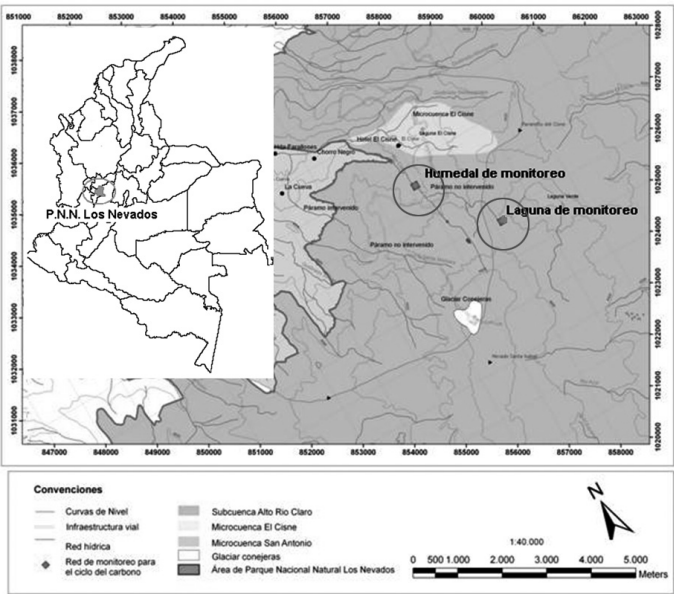 851000 852000 853000 854000 855000 856000 857000 858000 859000 860000 861000 862000 863000
1028000
1027000
1026000
1025000
1024000
1023000
1022000
1021000
1020000
1038000
1037000
1036000
1035000
1034000
1033000
1032000
1031000
P.N.N. Los Nevados
Microcuenca El Cisne
laguna El Cisne
Hotel El Cisne
Hda Farallones
Chorro Negro
La Cueva
Páramo intervenido
Humedal de monitoreo
Páramo no intervenido
Laguna Verde
Laguna de monitoreo
Páramo no intervenido
Glaciar Conejeras
Nevado Santa Isabel
847000 848000 849000 850000 851000 852000 853000 854000 855000 856000 857000 858000
Convenciones
Curvas de Nivel
Infraestructura vial
Red hídrica
Red de monitoreo para
el ciclo del carbono
Subcuenca Alto Rio Claro
Microcuenca El Cisne
Microcuenca San Antonio
Glaciar conejeras
Área de Parque Nacional Natural Los Nevados
N
1:40.000
0 500 1.000 2.000 3.000 4.000 5.000
Meters